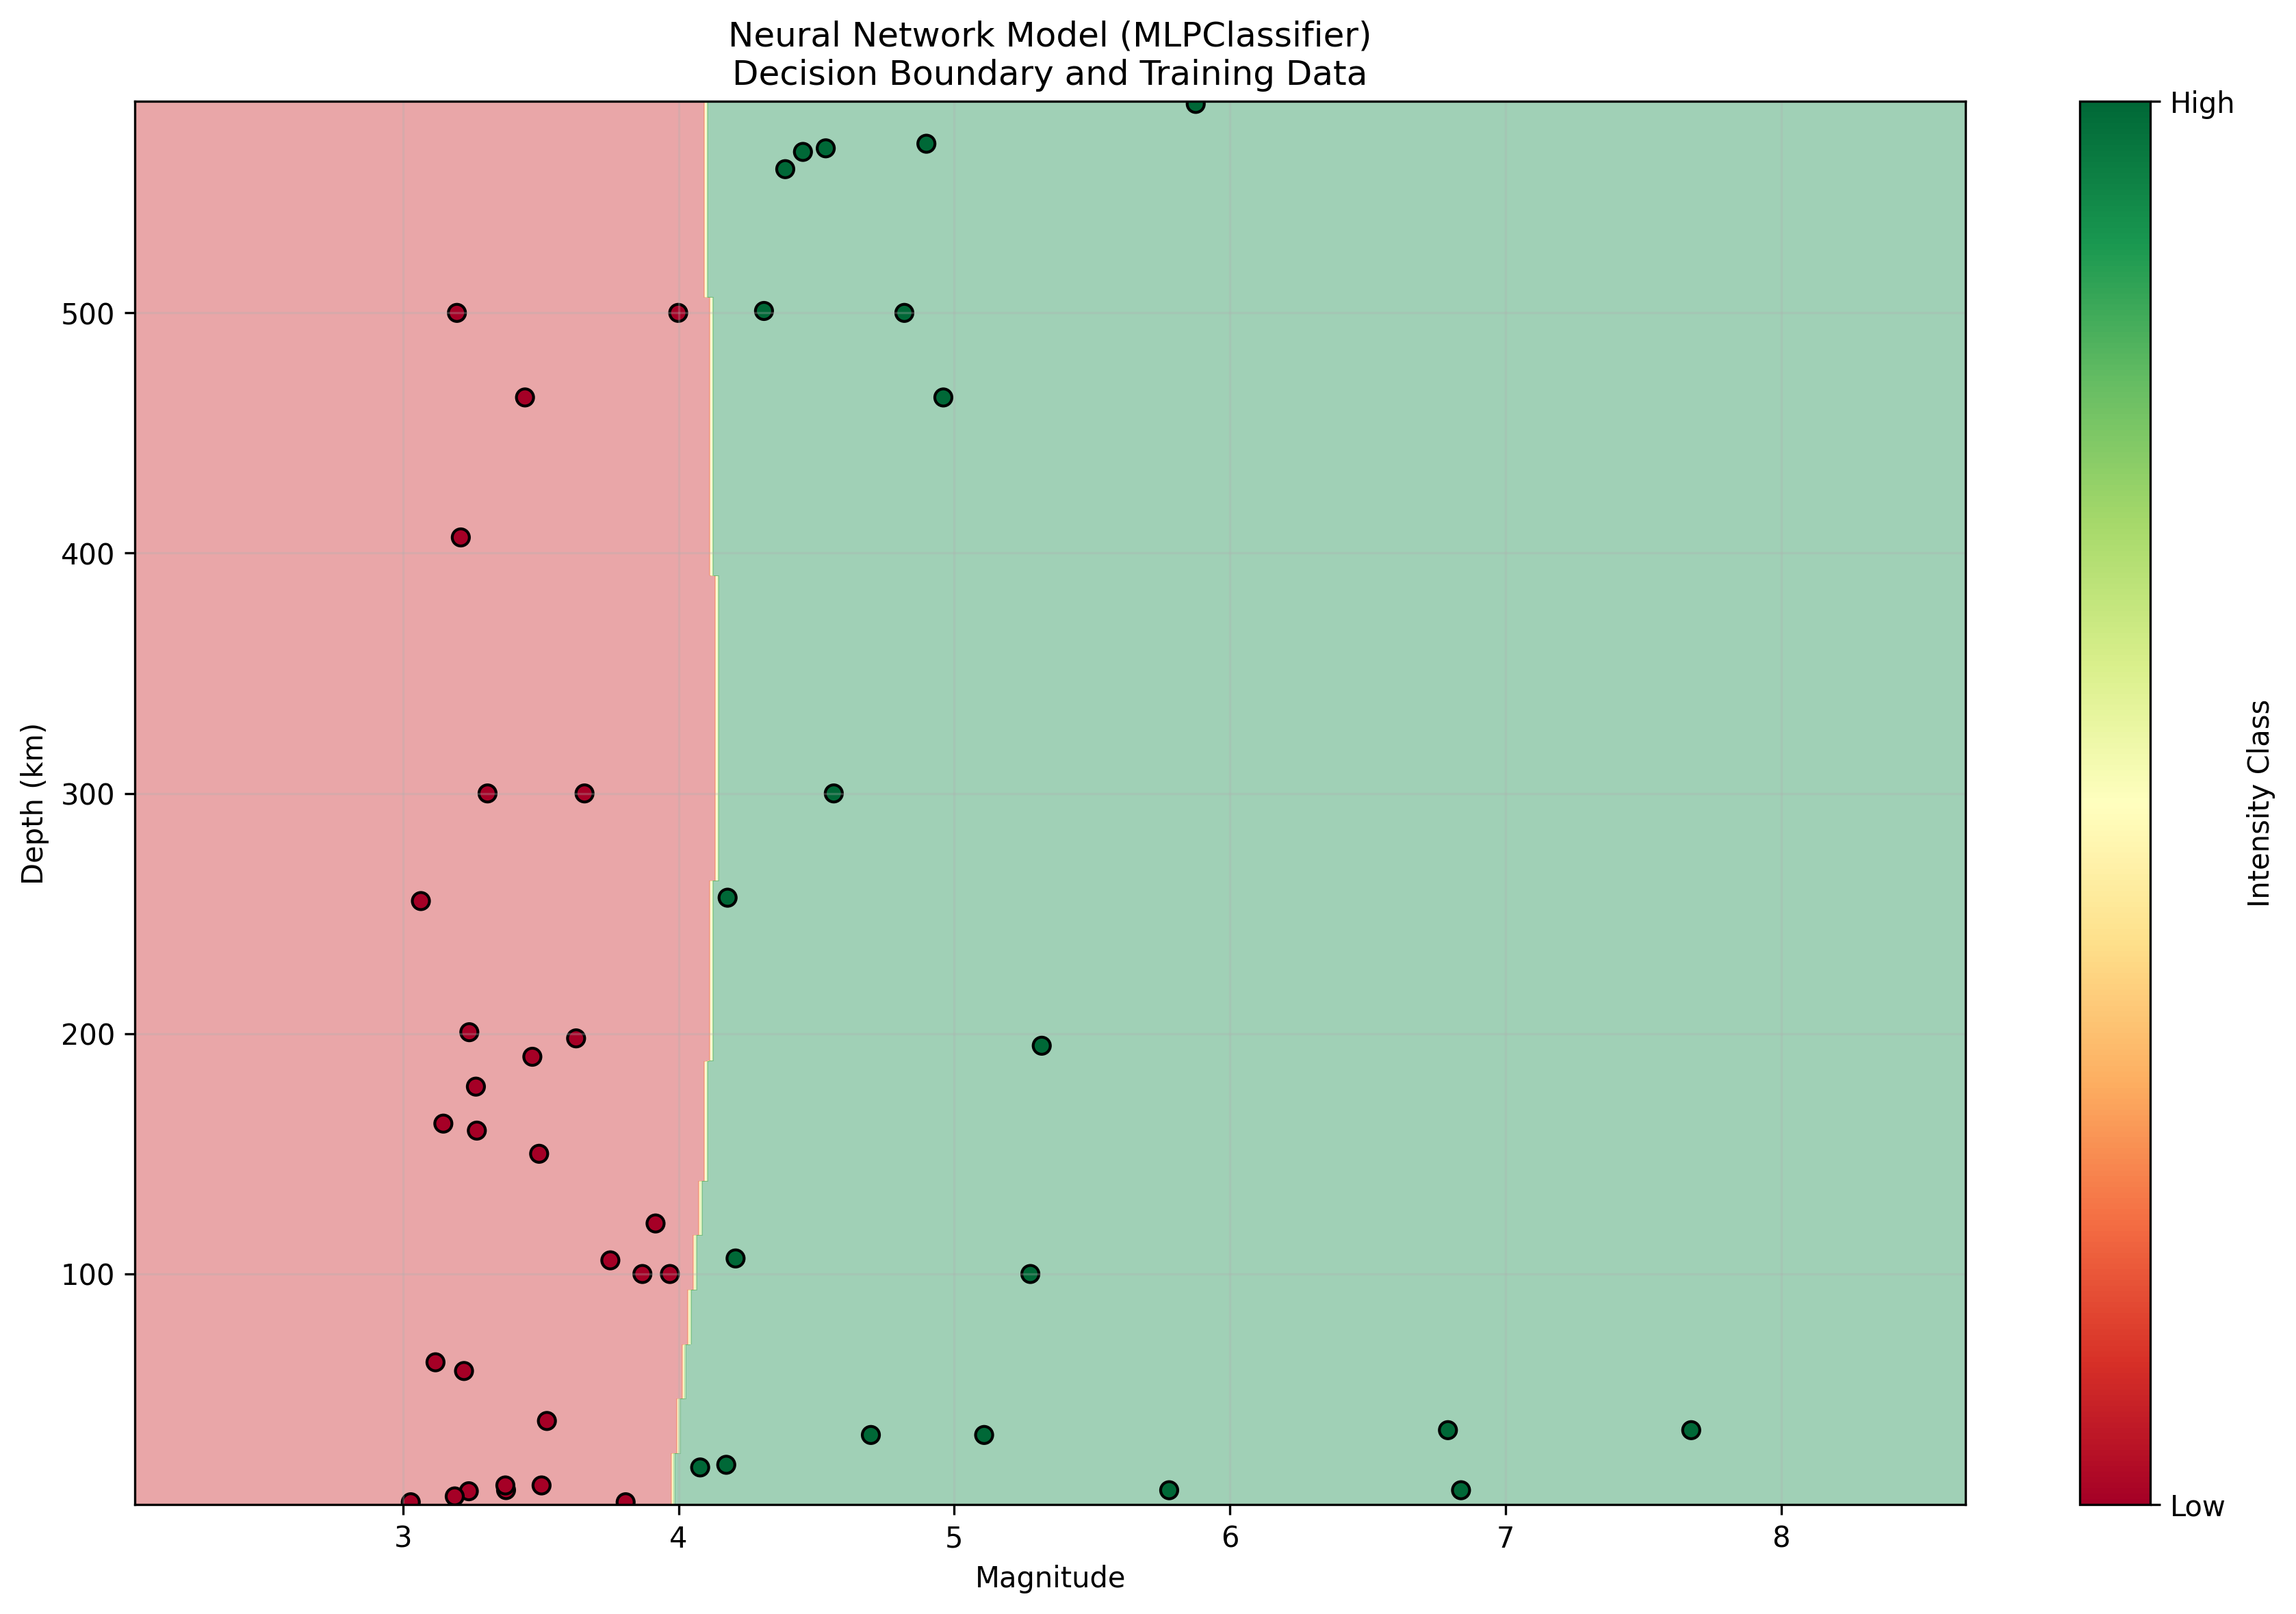 Neural Network Model (MLPClassifier)
Decision Boundary and Training Data
High
500
400
300
200
100
Depth (km)
Intensity Class
Low
3 4 5 6 7 8
Magnitude